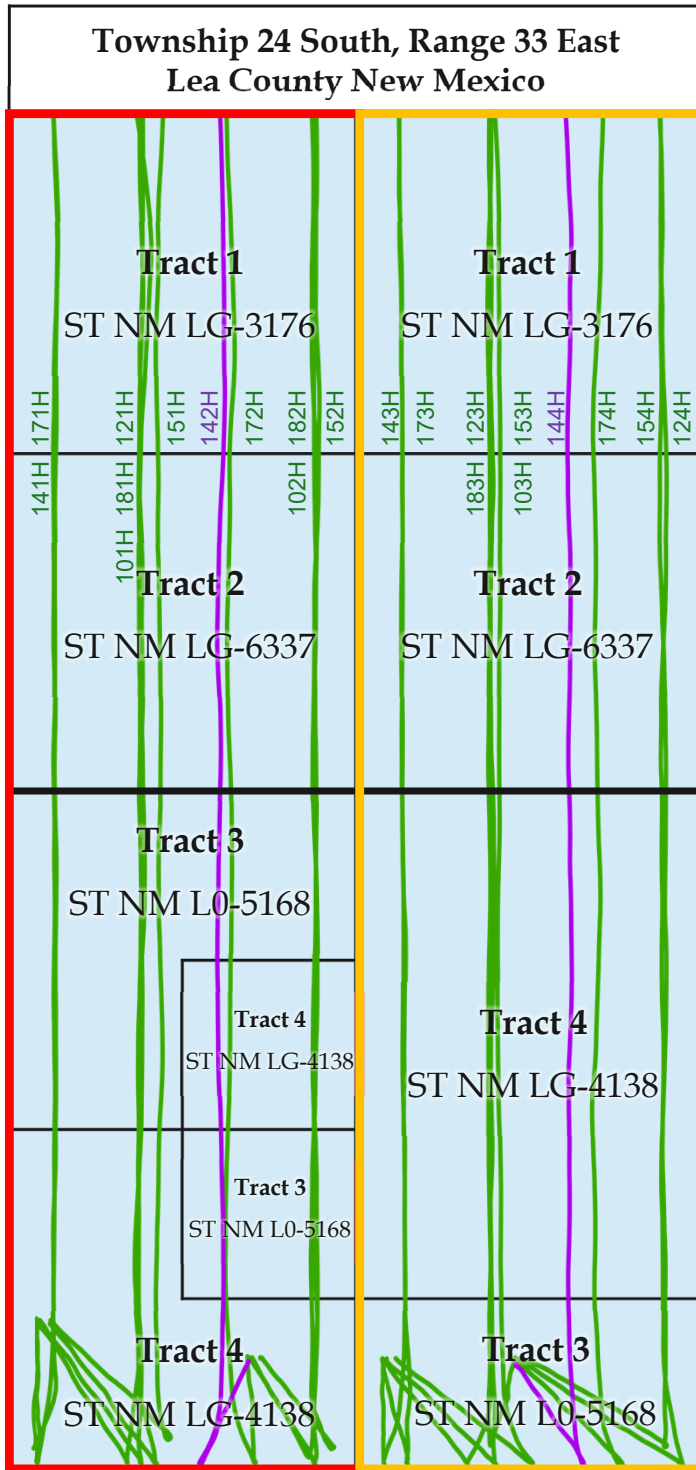 Township 24 South, Range 33 East
Lea County New Mexico
Tract 1
ST NM LG-3176
Tract 1
ST NM LG-3176
171H
121H
151H
142H
172H
182H
152H
143H
173H
123H
153H
144H
174H
154H
124H
141H
181H
101H
102H
183H
103H
Tract 2
ST NM LG-6337
Tract 2
ST NM LG-6337
Tract 3
ST NM L0-5168
Tract 4
ST NM LG-4138
Tract 4
ST NM LG-4138
Tract 3
ST NM L0-5168
Tract 4
ST NM LG-4138
Tract 3
ST NM L0-5168